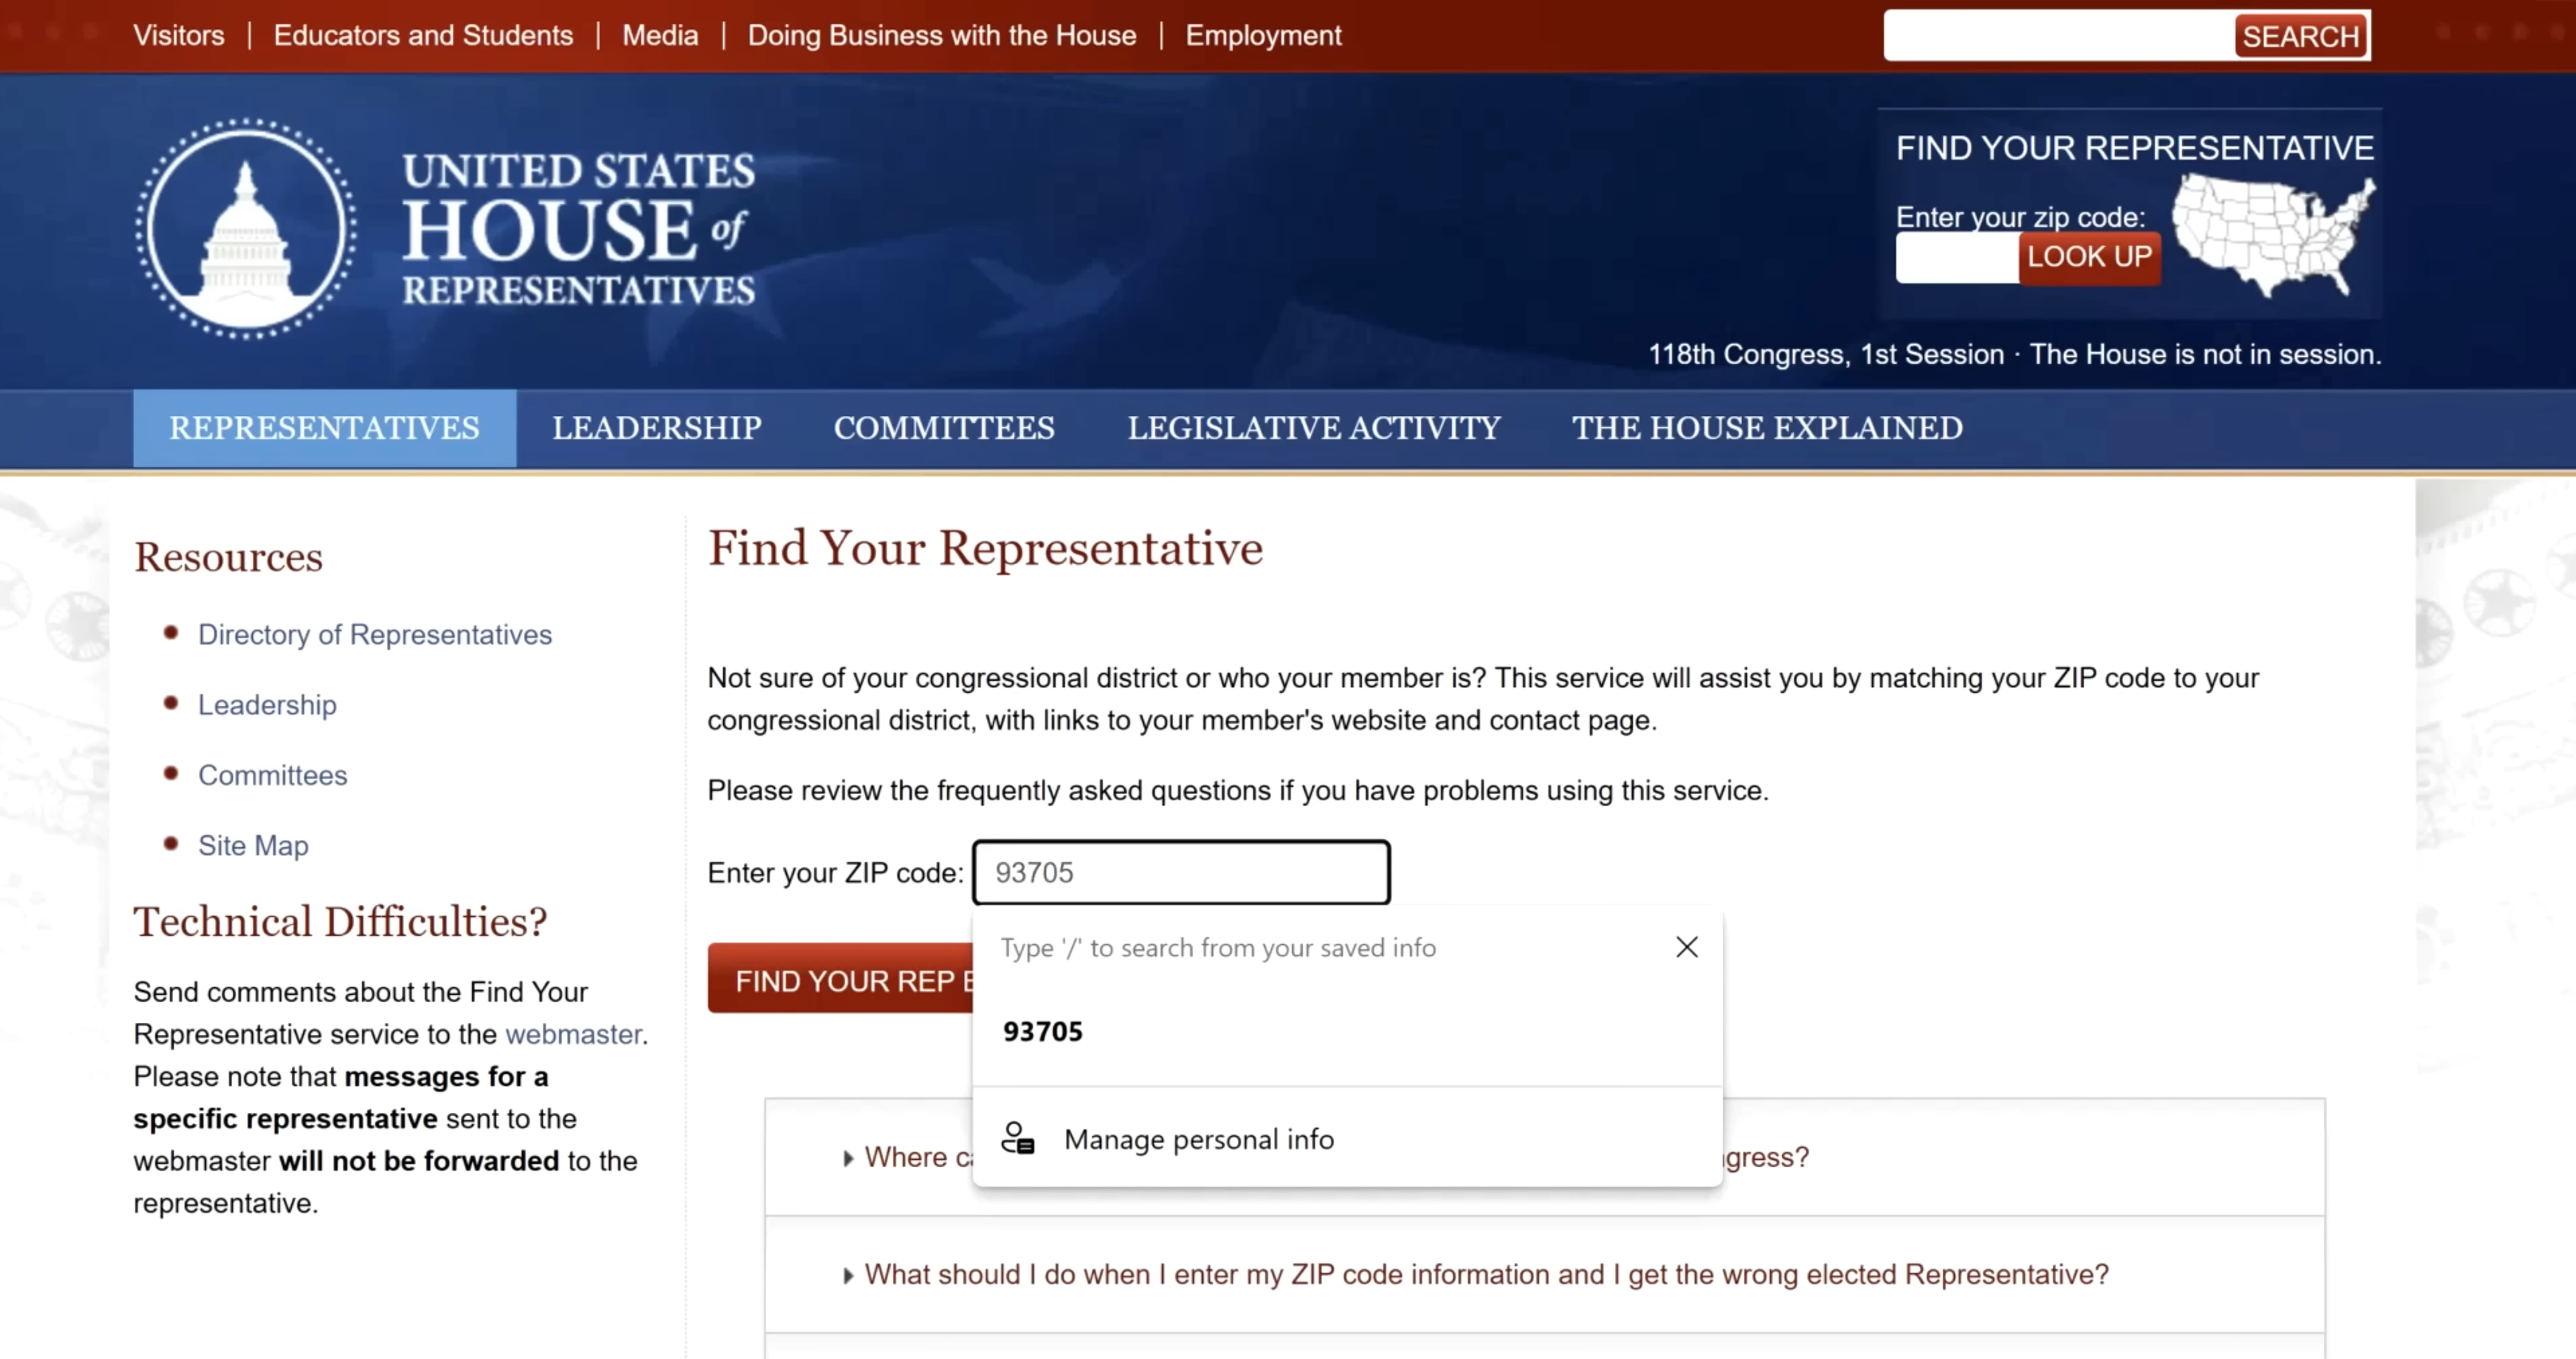 Visitors | Educators and Students | Media | Doing Business with the House | Employment
SEARCH
UNITED STATES
HOUSE of
REPRESENTATIVES
FIND YOUR REPRESENTATIVE
Enter your zip code:
LOOK UP
118th Congress, 1st Session · The House is not in session.
REPRESENTATIVES LEADERSHIP COMMITTEES LEGISLATIVE ACTIVITY THE HOUSE EXPLAINED
Resources
Directory of Representatives
Leadership
Committees
Site Map
Technical Difficulties?
Send comments about the Find Your
Representative service to the webmaster.
Please note that messages for a
specific representative sent to the
webmaster will not be forwarded to the
representative.
Find Your Representative
Not sure of your congressional district or who your member is? This service will assist you by matching your ZIP code to your
congressional district, with links to your member's website and contact page.
Please review the frequently asked questions if you have problems using this service.
Enter your ZIP code: 93705
Type '/' to search from your saved info
FIND YOUR REP
93705
Manage personal info
Where
What should I do when I enter my ZIP code information and I get the wrong elected Representative?